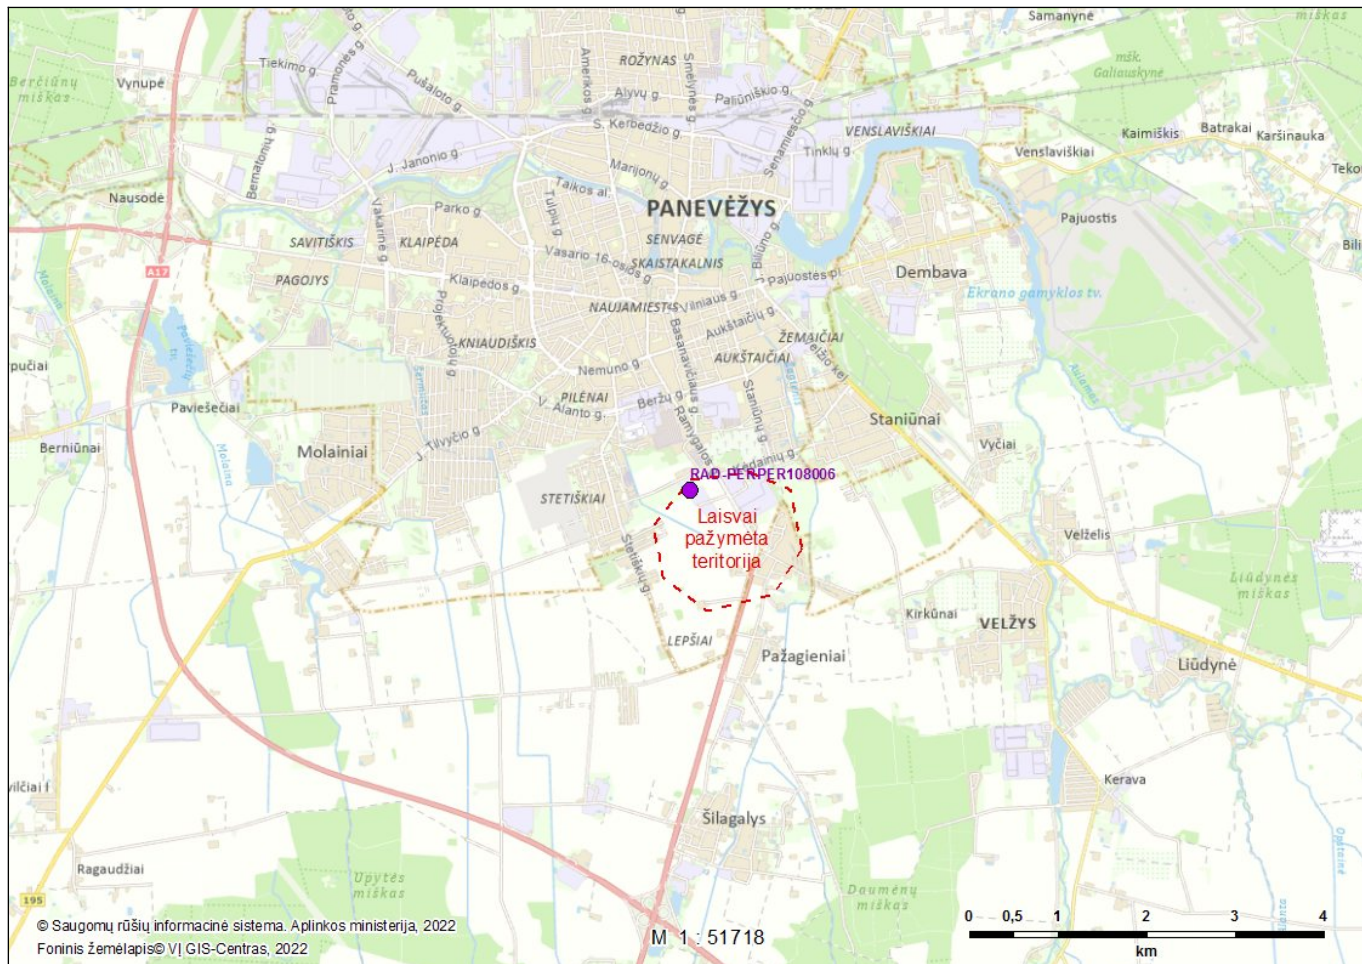 Samanynė
miškas
Pramonės g.
Pušaloto g.
Tiekimo g.
Amerikos g.
ROŽYNAS
Smėlynės g.
mšk.
Galiauskynė
Berčiūnų
miškas
Vynupė
Alyvų g.
Paliūniškio g.
S. Kerbedžio g.
Senamiesčio g.
VENSLAVIŠKIAI
Kaimiškis
Batrakai
Karšinauka
Tinklų g.
Venslaviškiai
J. Janonio g.
Bernatonių g.
Marijonų g.
Taikos al.
Nausodė
Vakarinė g.
Parko g
Tulpių g.
PANEVĖŽYS
Pajuostis
SAVITIŠKIS
KLAIPĖDA
SENVAGĖ
SKAISTAKALNIS
J. Biliūno g.
Vasario 16-osios g.
A17
Molaina
PAGOJYS
Klaipėdos g
Pajuostės pl.
Dembava
Ekrano gamyklos tv.
Projektuotojų g
NAUJAMIESTIS
Vilniaus g.
Aukštaičių g.
ŽEMAIČIAI
KNIAUDIŠKIS
Basanavičiaus g.
AUKŠTAIČIAI
Velžio kel
Nemuno g.
Paviešečiai
PILĖNAI
Beržų g.
Staniūnų g.
Staniūnai
V. Alanto g.
Ramygalos
Berniūnai
Molainiai
J. Tilvyčio g
Vyčiai
Molaina
Kėdainių g.
RAD-PERPER108006
STETIŠKIAI
Laisvai
pažymėta
teritorija
Stetiškių g.
Velželis
Liūdynės
miškas
Kirkūnai
VELŽYS
LEPŠIAI
Pažagieniai
Liūdynė
Kerava
Šilagalys
Ragaudžiai
Upytės
miškas
Daumėnų
miškas
195
© Saugomų rūšių informacinė sistema. Aplinkos ministerija, 2022
Foninis žemėlapis© VĮ GIS-Centras, 2022
M 1 : 51718
0 0,5 1 2 3 4
km